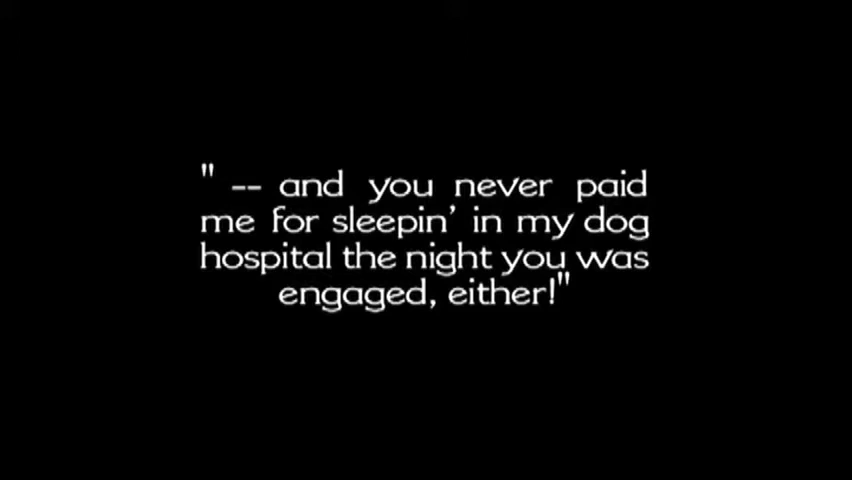 " -- and you never paid
me for sleepin' in my dog
hospital the night you was
engaged, either!"